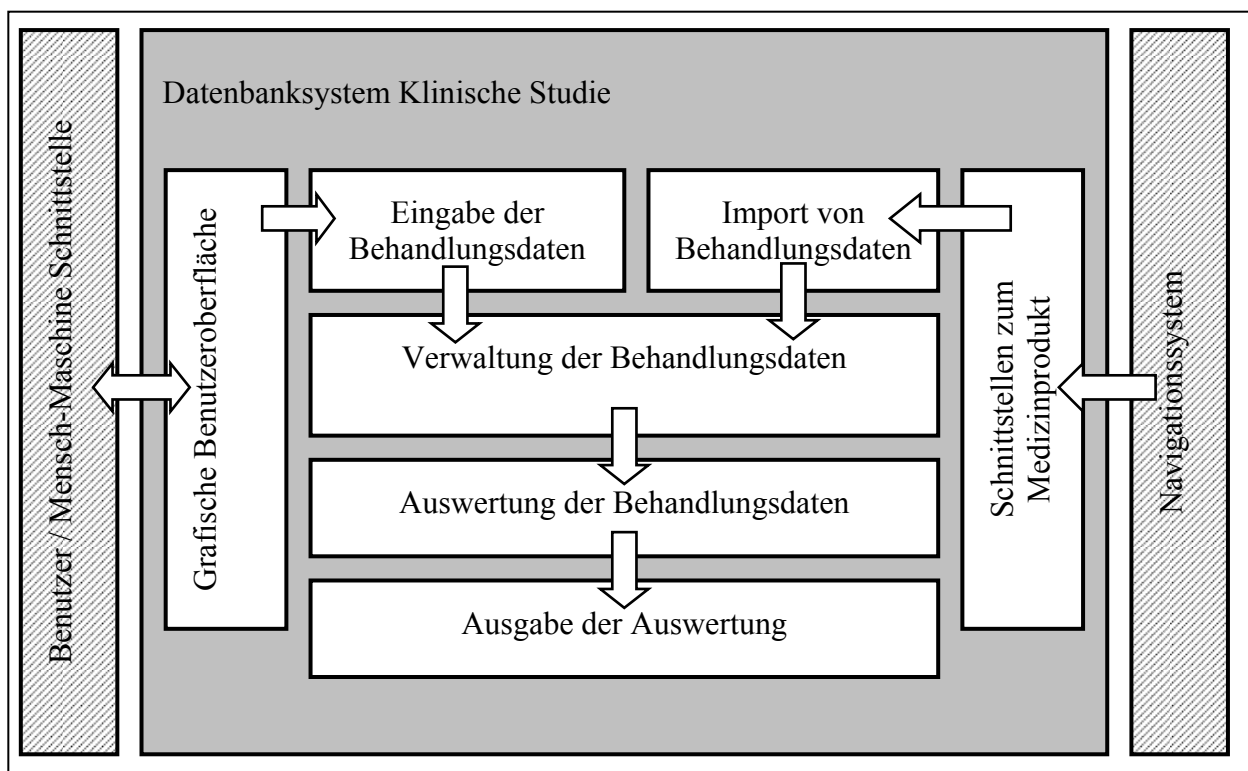 Benutzer / Mensch-Maschine Schnittstelle
Datenbanksystem Klinische Studie
Grafische Benutzeroberfläche
Eingabe der
Behandlungsdaten
Import von
Behandlungsdaten
Verwaltung der Behandlungsdaten
Auswertung der Behandlungsdaten
Ausgabe der Auswertung
Schnittstellen zum
Medizinprodukt
Navigationssystem